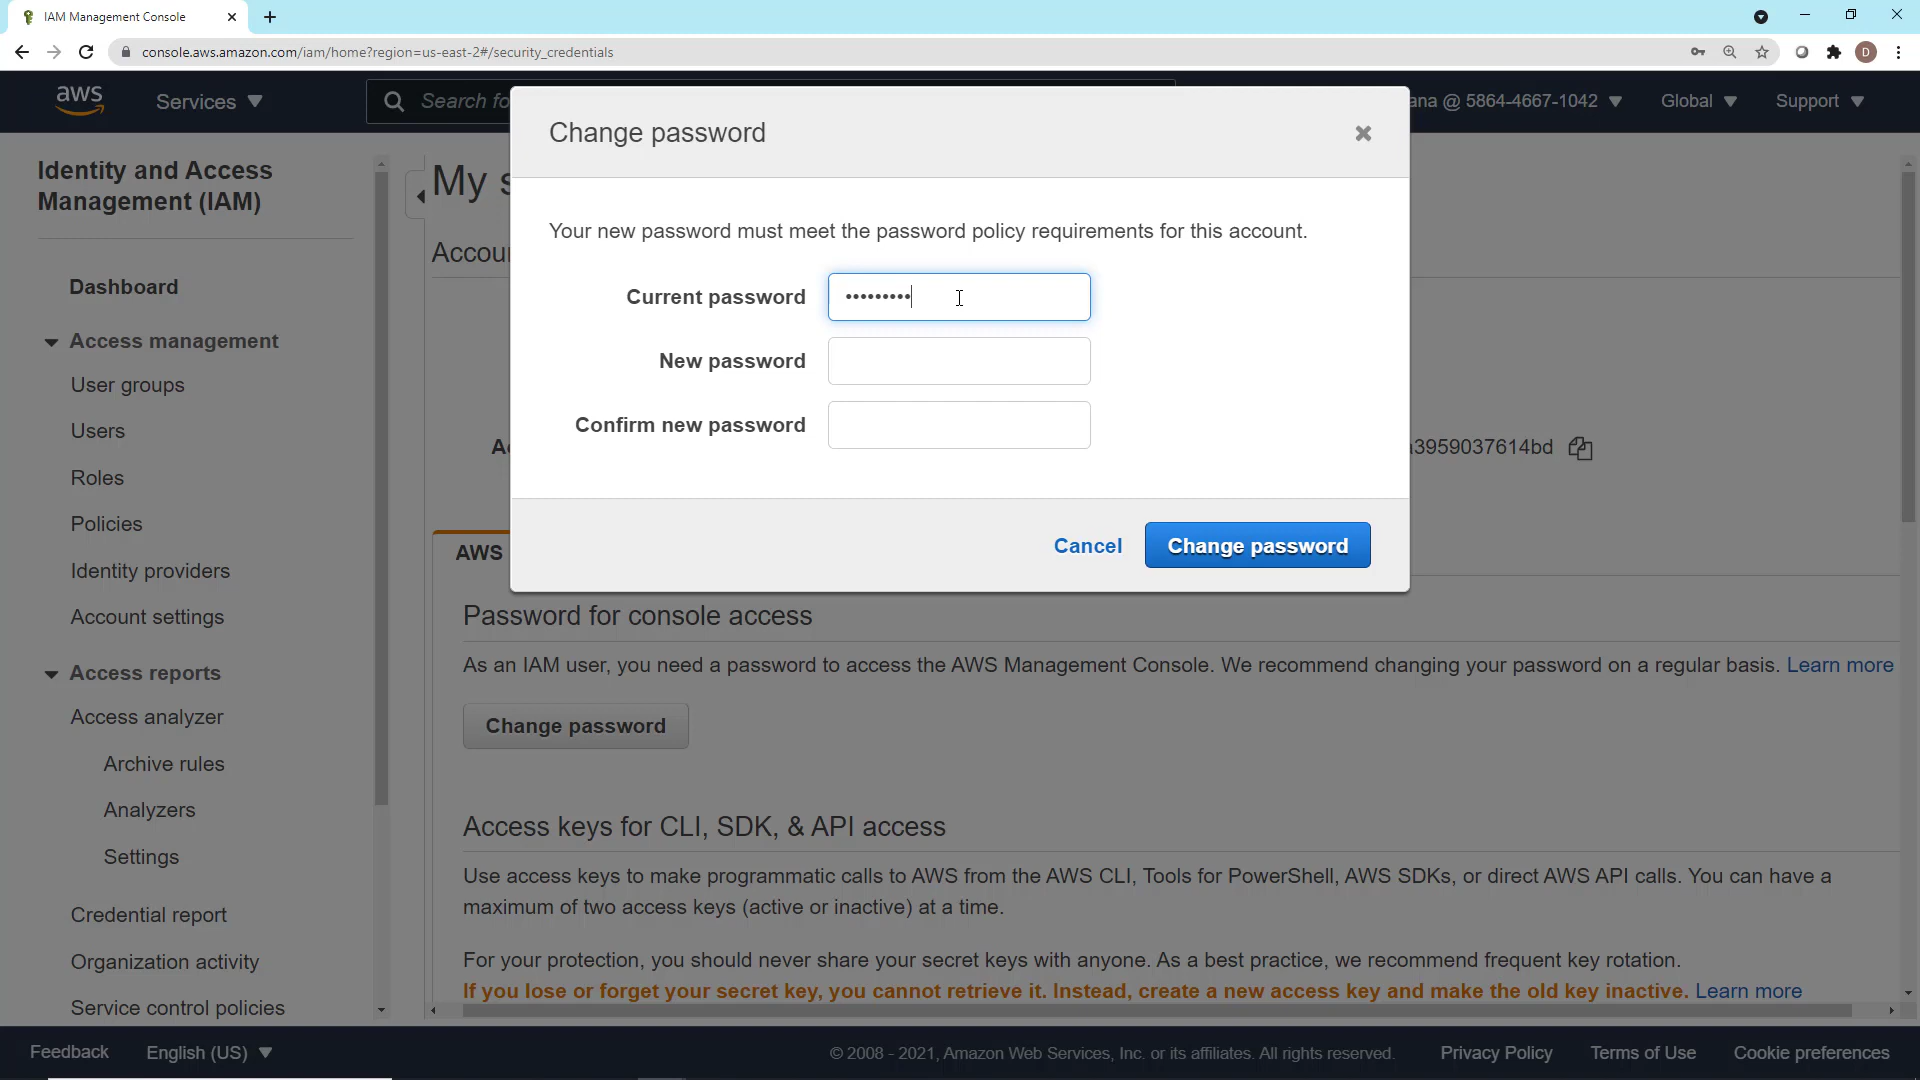 IAM Management Console
console.aws.amazon.com/iam/home?region=us-east-2#/security_credentials
D
aws
Services
Search fo
ana @ 5864-4667-1042
Global
Support
Identity and Access
Management (IAM)
Dashboard
Access management
User groups
Users
Roles
Policies
Identity providers
Account settings
Access reports
Access analyzer
Archive rules
Analyzers
Settings
Credential report
Organization activity
Service control policies
My s
Accou
a3959037614bd
AWS
Change password
Your new password must meet the password policy requirements for this account.
Current password
•••••••••
New password
Confirm new password
Cancel
Change password
Password for console access
As an IAM user, you need a password to access the AWS Management Console. We recommend changing your password on a regular basis. Learn more
Change password
Access keys for CLI, SDK, & API access
Use access keys to make programmatic calls to AWS from the AWS CLI, Tools for PowerShell, AWS SDKs, or direct AWS API calls. You can have a
maximum of two access keys (active or inactive) at a time.
For your protection, you should never share your secret keys with anyone. As a best practice, we recommend frequent key rotation.
If you lose or forget your secret key, you cannot retrieve it. Instead, create a new access key and make the old key inactive. Learn more
Feedback
English (US)
© 2008 - 2021, Amazon Web Services, Inc. or its affiliates. All rights reserved.
Privacy Policy
Terms of Use
Cookie preferences